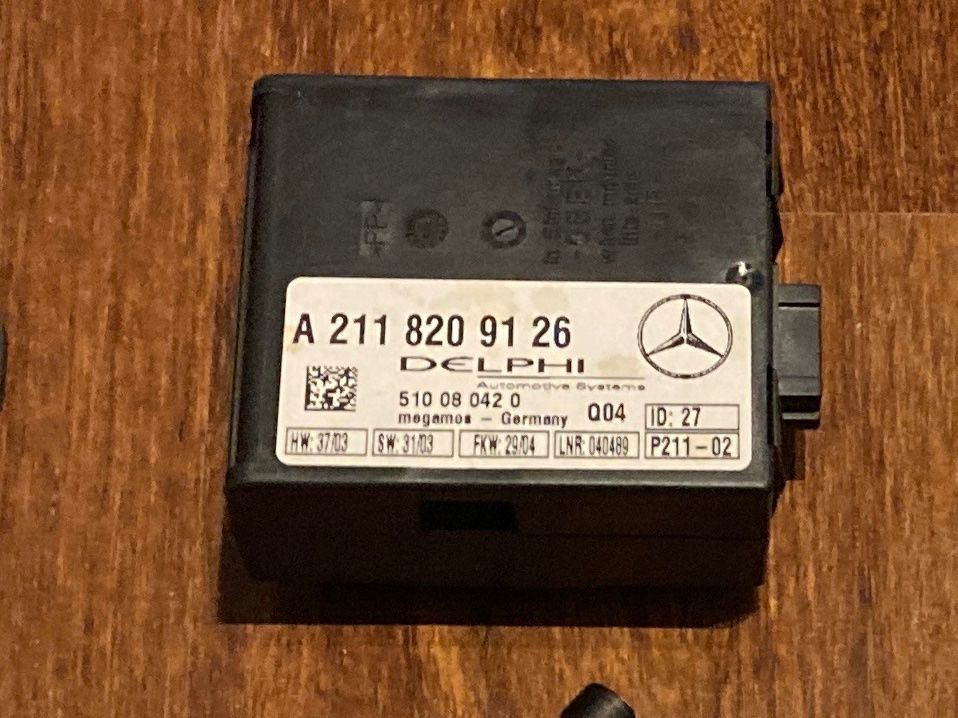 >PPH
A 211 820 91 26
DELPHI
Automotive Systems
510 08 042 0
megamos - Germany
Q04
ID: 27
HW: 37/03
SW: 31/03
FKW: 29/04
LNR: 040489
P211-02